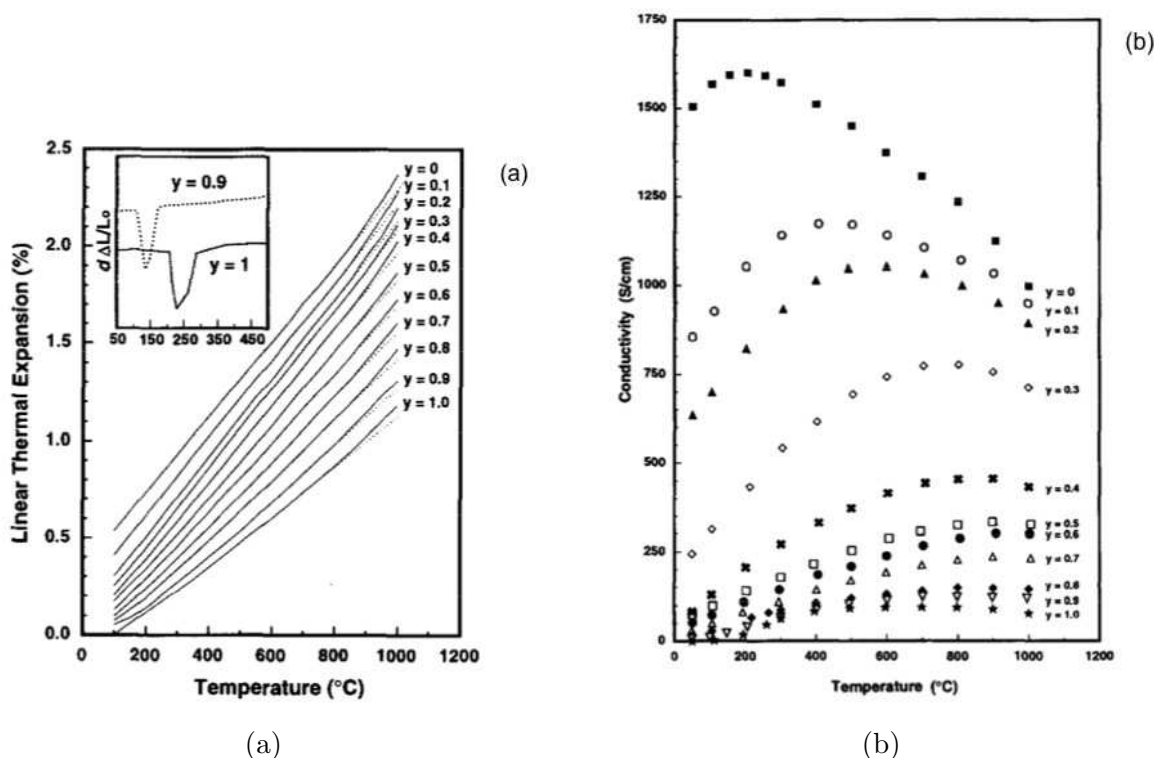 2.5
2.0
1.5
1.0
0.5
0.0
Linear Thermal Expansion (%)
y = 0.9
y = 1
d ΔL/Lo
50 150 250 350 450
y = 0
y = 0.1
y = 0.2
y = 0.3
y = 0.4
y = 0.5
y = 0.6
y = 0.7
y = 0.8
y = 0.9
y = 1.0
0 200 400 600 800 1000 1200
Temperature (°C)
(a)
(a)
1750
1500
1250
1000
750
500
250
0
Conductivity (S/cm)
y = 0
y = 0.1
y = 0.2
y = 0.3
y = 0.4
y = 0.5
y = 0.6
y = 0.7
y = 0.8
y = 0.9
y = 1.0
0 200 400 600 800 1000 1200
Temperature (°C)
(b)
(b)